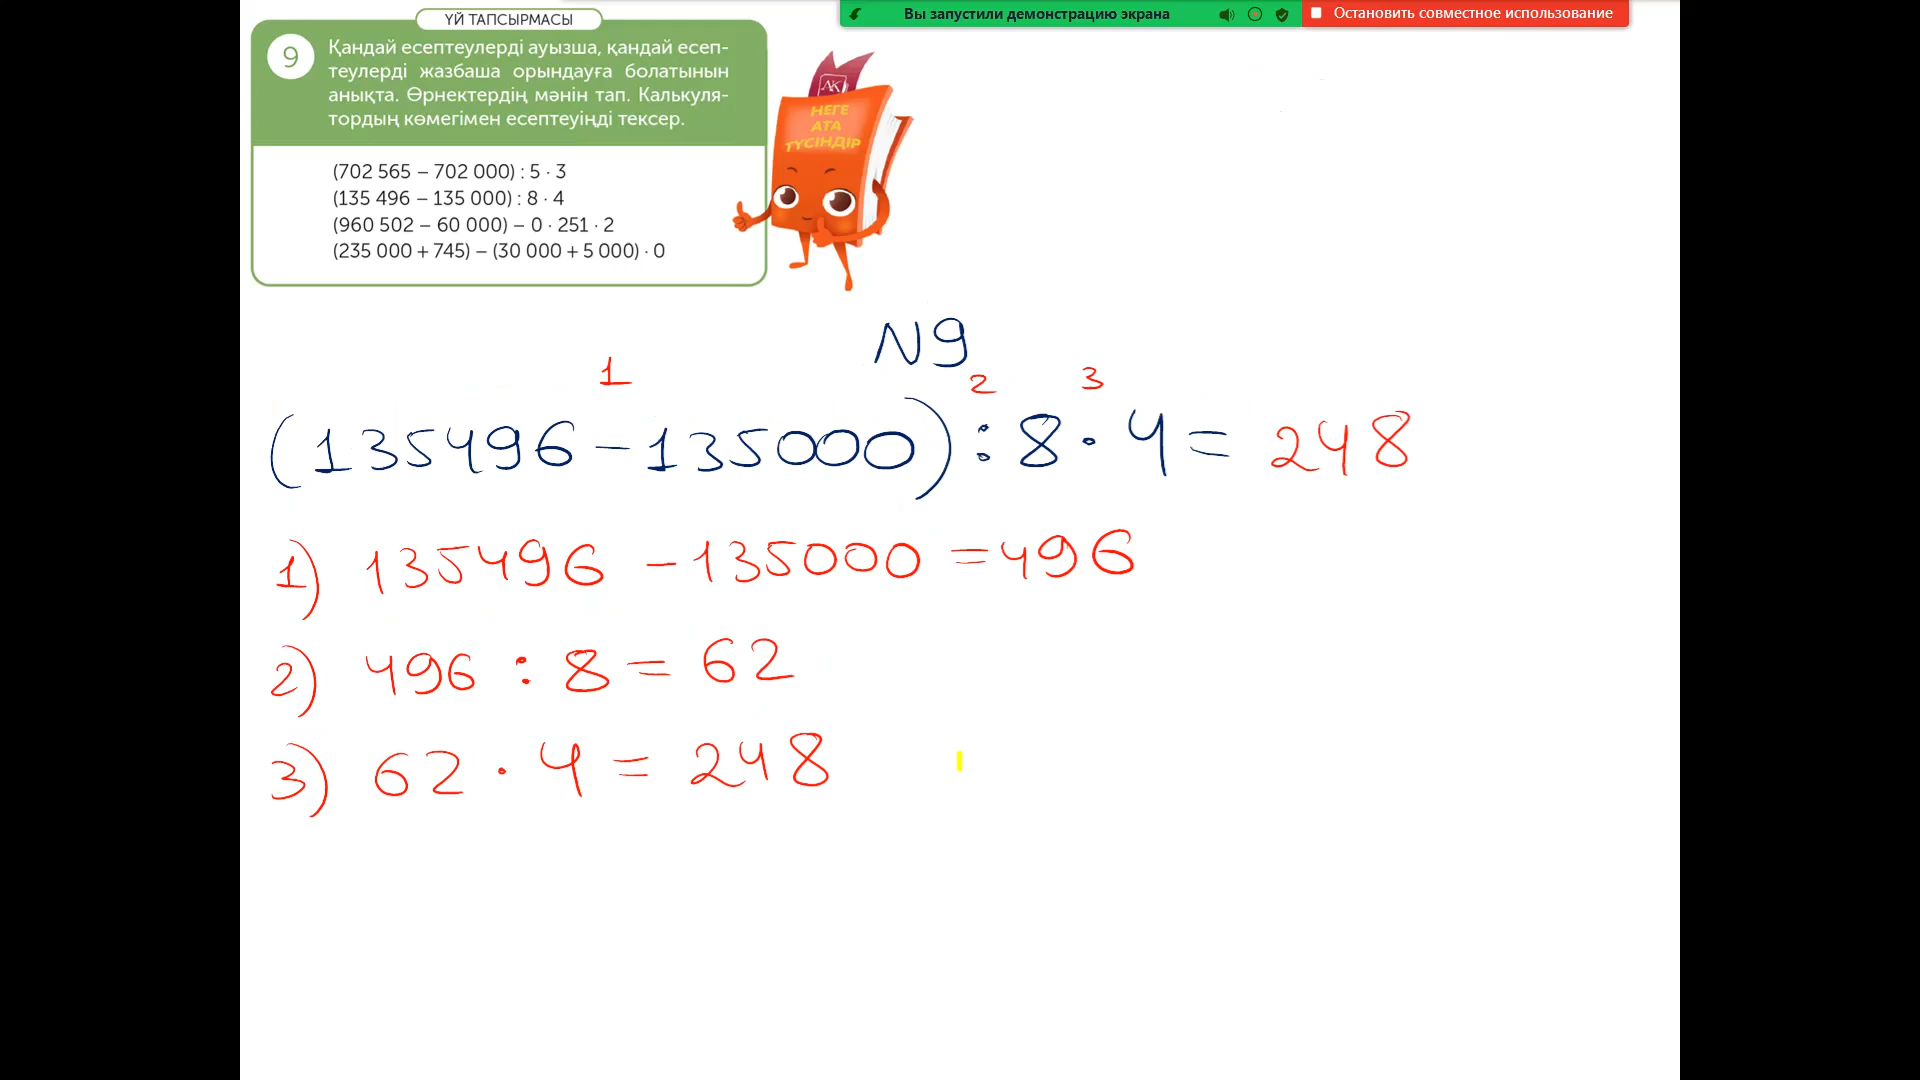 Вы запустили демонстрацию экрана
Остановить совместное использование
ҮЙ ТАПСЫРМАСЫ
9
Қандай есептеулерді ауызша, қандай есеп-
теулерді жазбаша орындауға болатынын
анықта. Өрнектердің мәнін тап. Калькуля-
тордың көмегімен есептеуіңді тексер.
(702 565 – 702 000) : 5 · 3
(135 496 – 135 000) : 8 · 4
(960 502 – 60 000) – 0 · 251 · 2
(235 000 + 745) – (30 000 + 5 000) · 0
АК
НЕГЕ
АТА
ТҮСІНДІР
N9
1 2 3
(135496 – 135000) : 8 · 4 = 248
1) 135496 – 135000 = 496
2) 496 : 8 = 62
3) 62 · 4 = 248